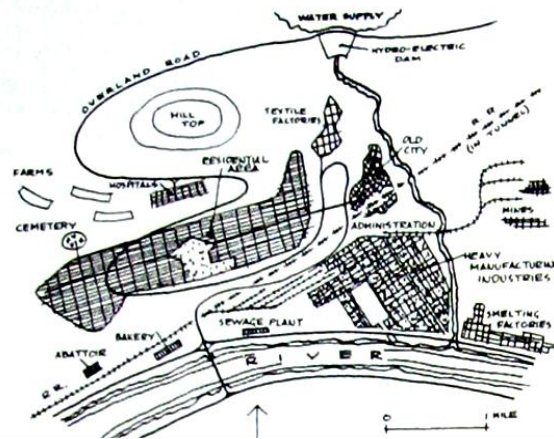 WATER SUPPLY
HYDRO-ELECTRIC
DAM
OVERLAND ROAD
HILL
TOP
TEXTILE
FACTORIES
R.R.
(IN TUNNEL)
OLD
CITY
RESIDENTIAL
AREA
FARMS
HOSPITALS
CEMETERY
ADMINISTRATION
MINES
HEAVY
MANUFACTURING
INDUSTRIES
SMELTING
FACTORIES
SEWAGE PLANT
BAKERY
ABATTOIR
R.R.
RIVER
0 1 MILE